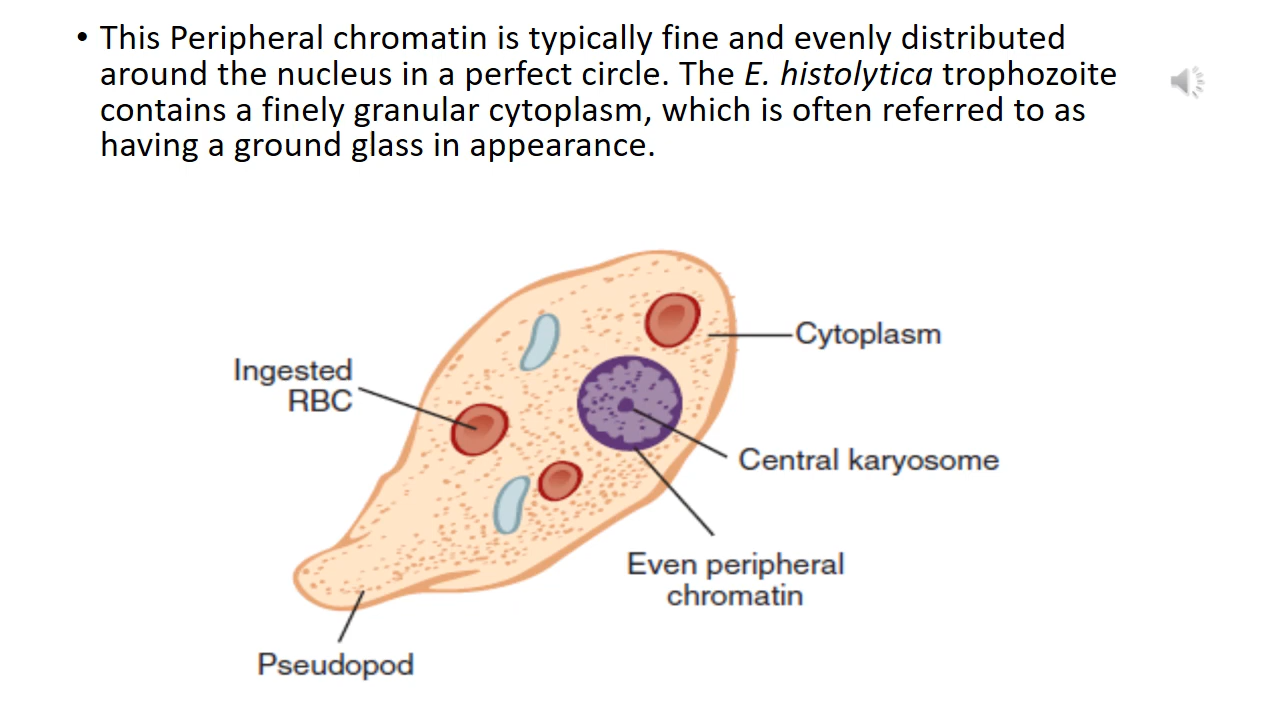 • This Peripheral chromatin is typically fine and evenly distributed
around the nucleus in a perfect circle. The E. histolytica trophozoite
contains a finely granular cytoplasm, which is often referred to as
having a ground glass in appearance.
Cytoplasm
Ingested
RBC
Central karyosome
Even peripheral
chromatin
Pseudopod